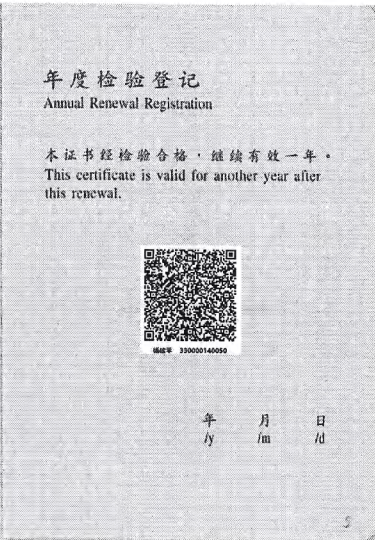 年度检验登记
Annual Renewal Registration
本证书经检验合格，继续有效一年。
This certificate is valid for another year after
this renewal.
330000140050
年 月 日
/y /m /d
5